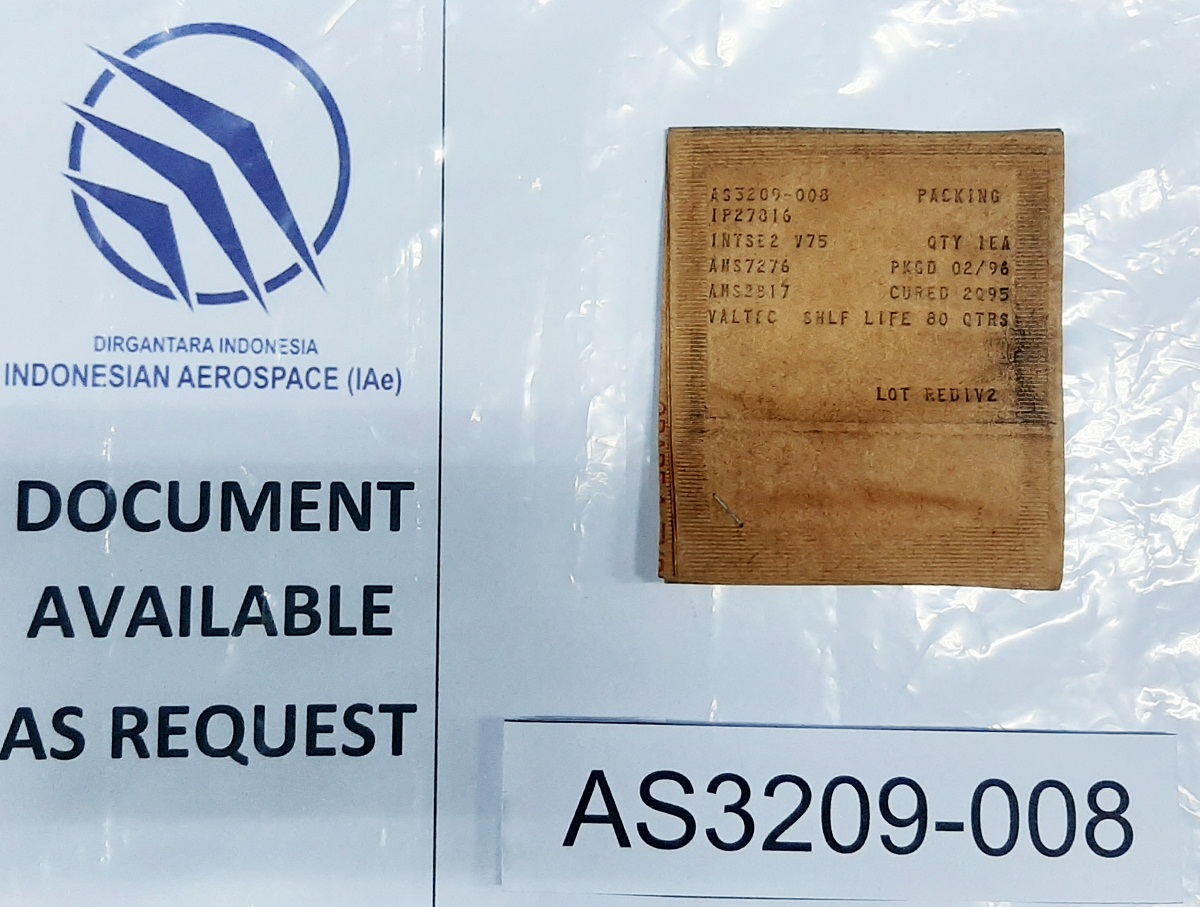 DIRGANTARA INDONESIA
INDONESIAN AEROSPACE (IAe)
DOCUMENT
AVAILABLE
AS REQUEST
AS3209-008 PACKING
IP27816
INTSE2 V75 QTY 1EA
AMS7276 PKGD 02/96
AMS2817 CURED 2Q95
VALTEC SHLF LIFE 80 QTRS
LOT REDIV2
AS3209-008